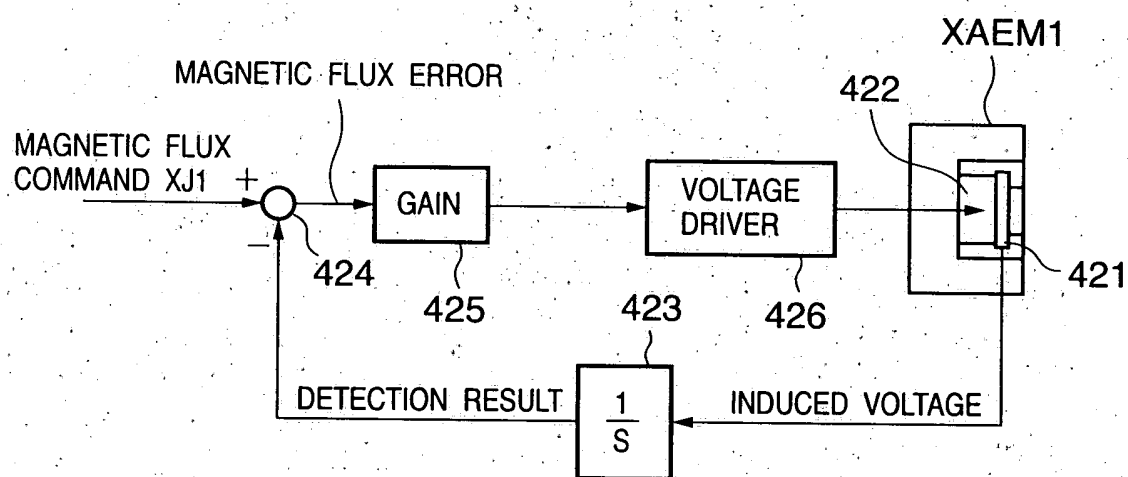 XAEM1
MAGNETIC FLUX ERROR
422
MAGNETIC FLUX
COMMAND XJ1
+
GAIN
VOLTAGE
DRIVER
−
424
425
423
426
421
DETECTION RESULT
1
S
INDUCED VOLTAGE